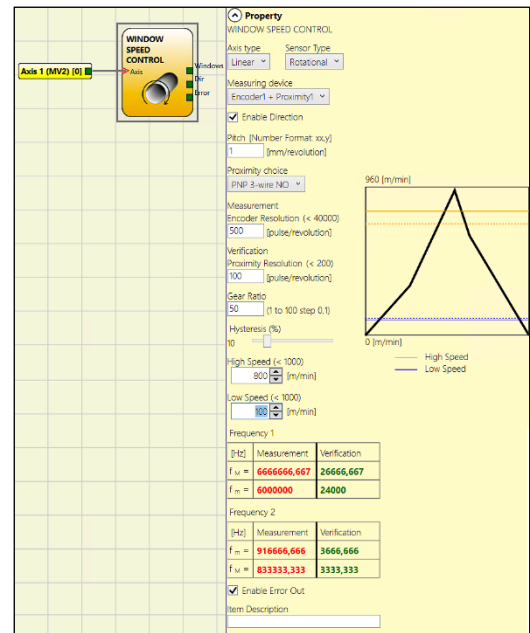 WINDOW
SPEED
CONTROL
Axis 1 (MV2) [0]
Axis
Windows
Dir
Error
Property
WINDOW SPEED CONTROL
Axis type Sensor Type
Linear Rotational
Measuring device
Encoder1 + Proximity1
Enable Direction
Pitch [Number Format: xx,y]
1 [mm/revolution]
Proximity choice
PNP 3-wire NO
Measurement
Encoder Resolution (< 40000)
500 [pulse/revolution]
Verification
Proximity Resolution (< 200)
100 [pulse/revolution]
Gear Ratio
50 (1 to 100 step 0,1)
Hysteresis (%)
10
High Speed (< 1000)
800 [m/min]
Low Speed (< 1000)
100 [m/min]
960 [m/min]
0 [m/min]
High Speed
Low Speed
Frequency 1
[Hz] Measurement Verification
f M = 6666666,667 26666,667
f m = 6000000 24000
Frequency 2
[Hz] Measurement Verification
f m = 916666,666 3666,666
f M = 833333,333 3333,333
Enable Error Out
Item Description